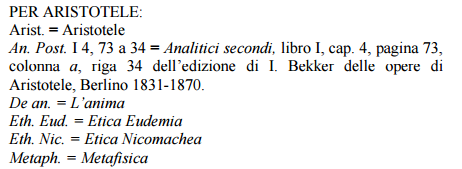 PER ARISTOTELE:
Arist. = Aristotele
An. Post. I 4, 73 a 34 = Analitici secondi, libro I, cap. 4, pagina 73,
colonna a, riga 34 dell'edizione di I. Bekker delle opere di
Aristotele, Berlino 1831-1870.
De an. = L'anima
Eth. Eud. = Etica Eudemia
Eth. Nic. = Etica Nicomachea
Metaph. = Metafisica